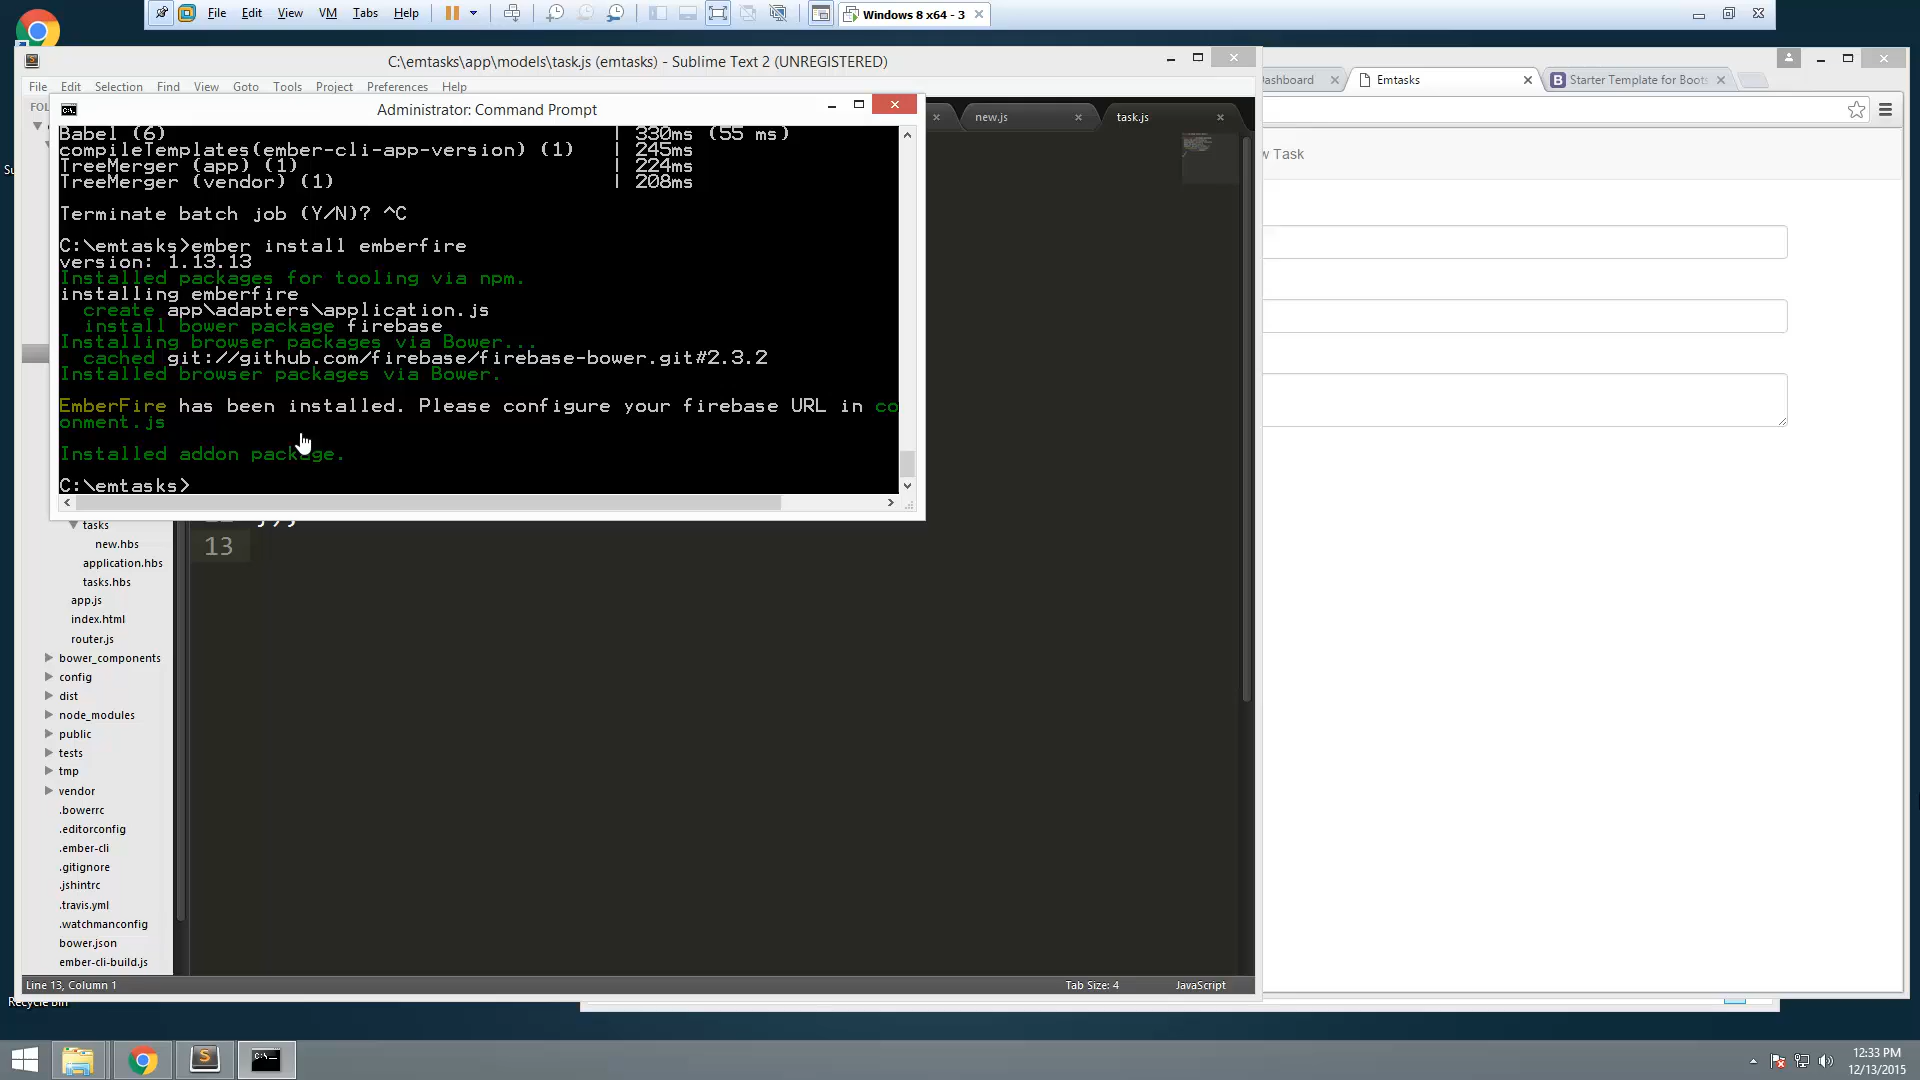 File Edit View VM Tabs Help
Windows 8 x64 - 3
C:\emtasks\app\models\task.js (emtasks) - Sublime Text 2 (UNREGISTERED)
File Edit Selection Find View Goto Tools Project Preferences Help
Emtasks
Starter Template for Boots
Administrator: Command Prompt
new.js
task.js
Babel (6) | 330ms (55 ms)
compileTemplates(ember-cli-app-version) (1) | 245ms
TreeMerger (app) (1) | 224ms
TreeMerger (vendor) (1) | 208ms
Terminate batch job (Y/N)? ^C
C:\emtasks>ember install emberfire
version: 1.13.13
Installed packages for tooling via npm.
installing emberfire
create app\adapters\application.js
install bower package firebase
Installing browser packages via Bower...
cached git://github.com/firebase/firebase-bower.git#2.3.2
Installed browser packages via Bower.
EmberFire has been installed. Please configure your firebase URL in co
onment.js
Installed addon package.
C:\emtasks>
Task
13
tasks
new.hbs
application.hbs
tasks.hbs
app.js
index.html
router.js
bower_components
config
dist
node_modules
public
tests
tmp
vendor
.bowerrc
.editorconfig
.ember-cli
.gitignore
.jshintrc
.travis.yml
.watchmanconfig
bower.json
ember-cli-build.js
Line 13, Column 1
Tab Size: 4
JavaScript
12:33 PM
12/13/2015